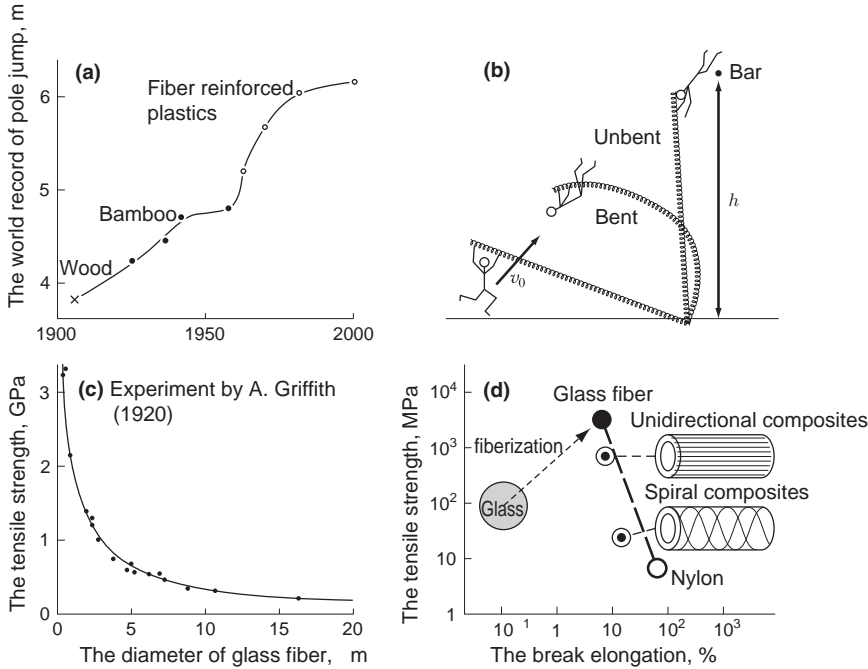 The world record of pole jump, m
(a)
6
5
4
Fiber reinforced
plastics
Bamboo
Wood
1900
1950
2000
(b)
Bar
Unbent
Bent
h
v0
The tensile strength, GPa
(c) Experiment by A. Griffith
(1920)
3
2
1
0
0
5
10
15
20
The diameter of glass fiber, m
The tensile strength, MPa
(d)
10^4
10^3
10^2
10
1
Glass fiber
Unidirectional composites
fiberization
Spiral composites
Glass
Nylon
10^1
1
10
10^2
10^3
The break elongation, %